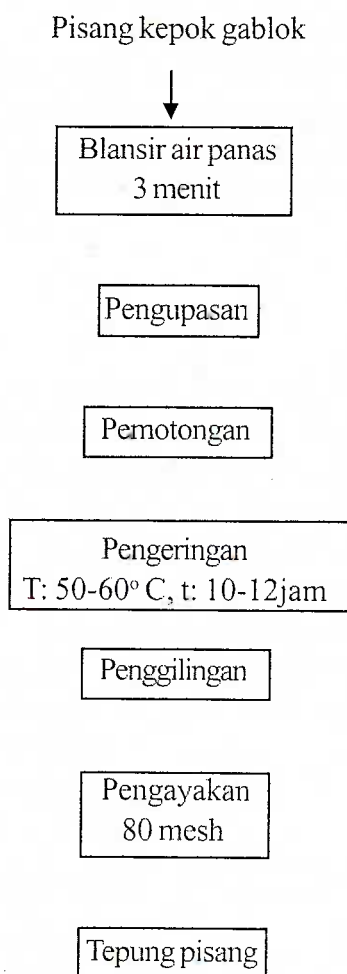 Pisang kepok gablok
Blansir air panas
3 menit
Pengupasan
Pemotongan
Pengeringan
T: 50-60° C, t: 10-12jam
Penggilingan
Pengayakan
80 mesh
Tepung pisang